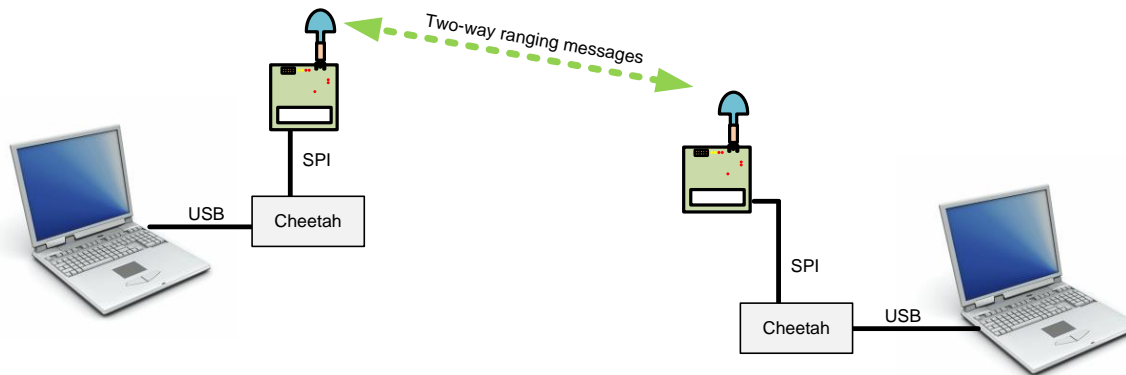 Two-way ranging messages
SPI
USB
Cheetah
SPI
USB
Cheetah